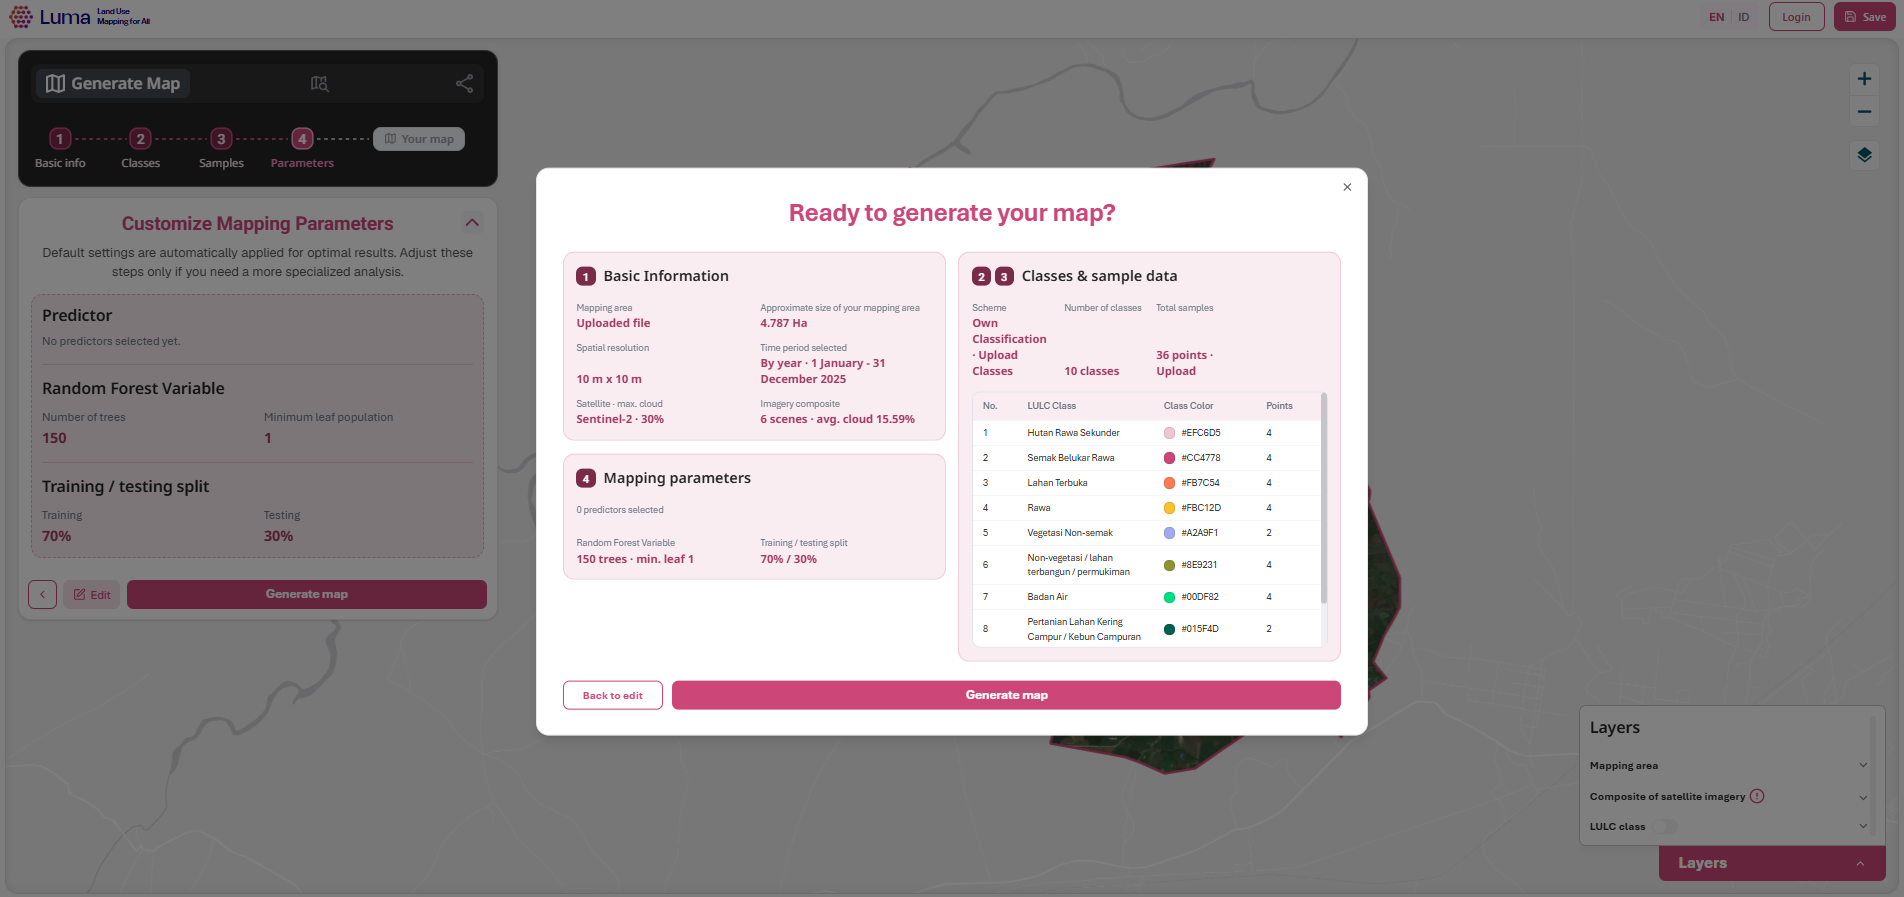 Luma
Land Use
Mapping for All
EN
ID
Login
Save
Generate Map
1
2
3
4
Your map
Basic info
Classes
Samples
Parameters
Customize Mapping Parameters
Default settings are automatically applied for optimal results. Adjust these
steps only if you need a more specialized analysis.
Predictor
No predictors selected yet.
Random Forest Variable
Number of trees
Minimum leaf population
150
1
Training / testing split
Training
Testing
70%
30%
Edit
Generate map
Ready to generate your map?
1 Basic Information
Mapping area
Approximate size of your mapping area
Uploaded file
4.787 Ha
Spatial resolution
Time period selected
10 m x 10 m
By year · 1 January - 31
December 2025
Satellite · max. cloud
Imagery composite
Sentinel-2 · 30%
6 scenes · avg. cloud 15.59%
4 Mapping parameters
0 predictors selected
Random Forest Variable
Training / testing split
150 trees · min. leaf 1
70% / 30%
2 3 Classes & sample data
Scheme
Number of classes
Total samples
Own
Classification
· Upload
Classes
10 classes
36 points ·
Upload
No. LULC Class Class Color Points
1 Hutan Rawa Sekunder #EFC6D5 4
2 Semak Belukar Rawa #CC4778 4
3 Lahan Terbuka #FB7C54 4
4 Rawa #FBC12D 4
5 Vegetasi Non-semak #A2A9F1 2
6 Non-vegetasi / lahan
terbangun / permukiman #8E9231 4
7 Badan Air #00DF82 4
8 Pertanian Lahan Kering
Campur / Kebun Campuran #015F4D 2
Back to edit
Generate map
Layers
Mapping area
Composite of satellite imagery
LULC class
Layers